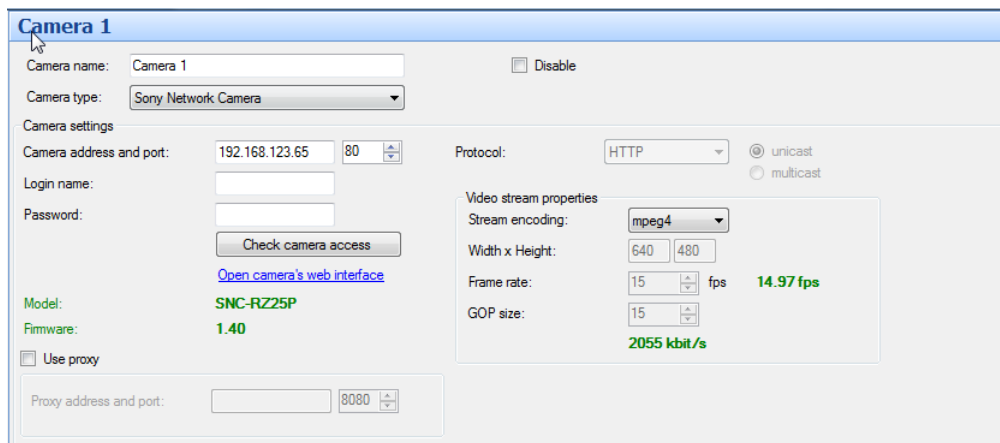 Camera 1
Camera name: Camera 1 Disable
Camera type: Sony Network Camera
Camera settings
Camera address and port: 192.168.123.65 80 Protocol: HTTP unicast
multicast
Login name:
Video stream properties
Password: Stream encoding: mpeg4
Check camera access Width x Height: 640 480
Open camera's web interface Frame rate: 15 fps 14.97 fps
Model: SNC-RZ25P GOP size: 15
Firmware: 1.40 2055 kbit/s
Use proxy
Proxy address and port: 8080